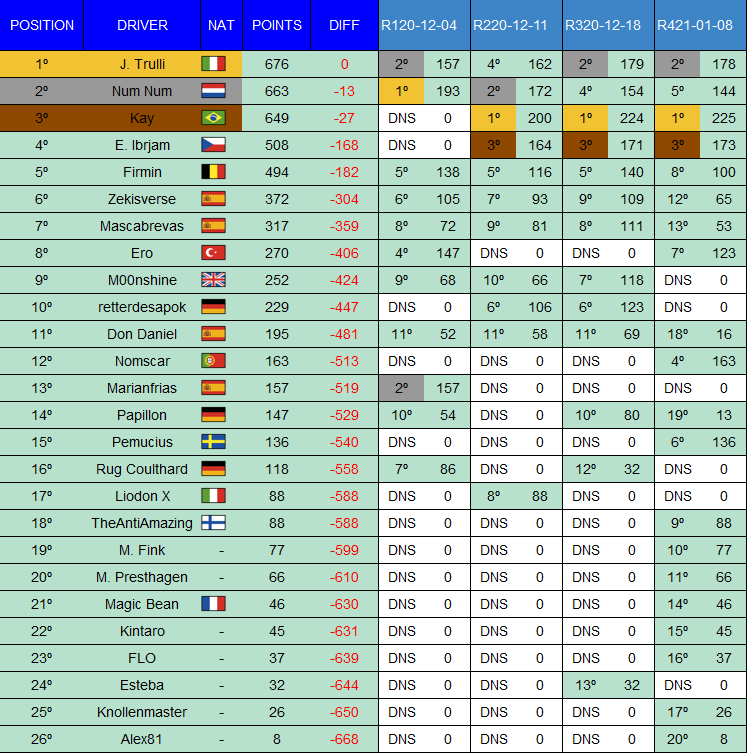 POSITION DRIVER NAT POINTS DIFF R120-12-04 R220-12-11 R320-12-18 R421-01-08
1º J. Trulli 676 0 2º 157 4º 162 2º 179 2º 178
2º Num Num 663 -13 1º 193 2º 172 4º 154 5º 144
3º Kay 649 -27 DNS 0 1º 200 1º 224 1º 225
4º E. Ibrjam 508 -168 DNS 0 3º 164 3º 171 3º 173
5º Firmin 494 -182 5º 138 5º 116 5º 140 8º 100
6º Zekisverse 372 -304 6º 105 7º 93 9º 109 12º 65
7º Mascabrevas 317 -359 8º 72 9º 81 8º 111 13º 53
8º Ero 270 -406 4º 147 DNS 0 DNS 0 7º 123
9º M00nshine 252 -424 9º 68 10º 66 7º 118 DNS 0
10º retterdesapok 229 -447 DNS 0 6º 106 6º 123 DNS 0
11º Don Daniel 195 -481 11º 52 11º 58 11º 69 18º 16
12º Nomscar 163 -513 DNS 0 DNS 0 DNS 0 4º 163
13º Marianfrias 157 -519 2º 157 DNS 0 DNS 0 DNS 0
14º Papillon 147 -529 10º 54 DNS 0 10º 80 19º 13
15º Pemucius 136 -540 DNS 0 DNS 0 DNS 0 6º 136
16º Rug Coulthard 118 -558 7º 86 DNS 0 12º 32 DNS 0
17º Liodon X 88 -588 DNS 0 8º 88 DNS 0 DNS 0
18º TheAntiAmazing 88 -588 DNS 0 DNS 0 DNS 0 9º 88
19º M. Fink - 77 -599 DNS 0 DNS 0 DNS 0 10º 77
20º M. Presthagen - 66 -610 DNS 0 DNS 0 DNS 0 11º 66
21º Magic Bean 46 -630 DNS 0 DNS 0 DNS 0 14º 46
22º Kintaro - 45 -631 DNS 0 DNS 0 DNS 0 15º 45
23º FLO - 37 -639 DNS 0 DNS 0 DNS 0 16º 37
24º Esteba - 32 -644 DNS 0 DNS 0 13º 32 DNS 0
25º Knollenmaster - 26 -650 DNS 0 DNS 0 DNS 0 17º 26
26º Alex81 - 8 -668 DNS 0 DNS 0 DNS 0 20º 8